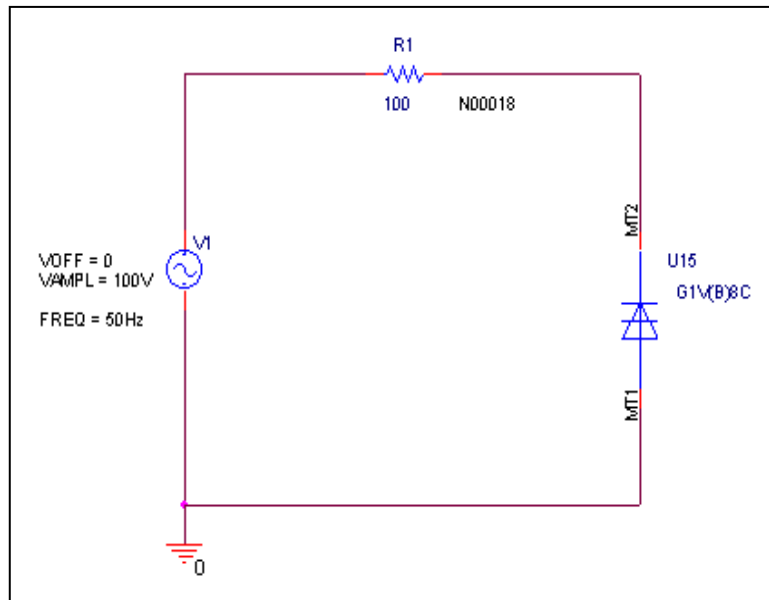 R1
100
N00018
MT2
V1
VOFF = 0
VAMPL = 100V
FREQ = 50Hz
U15
G1V(B)8C
MT1
0